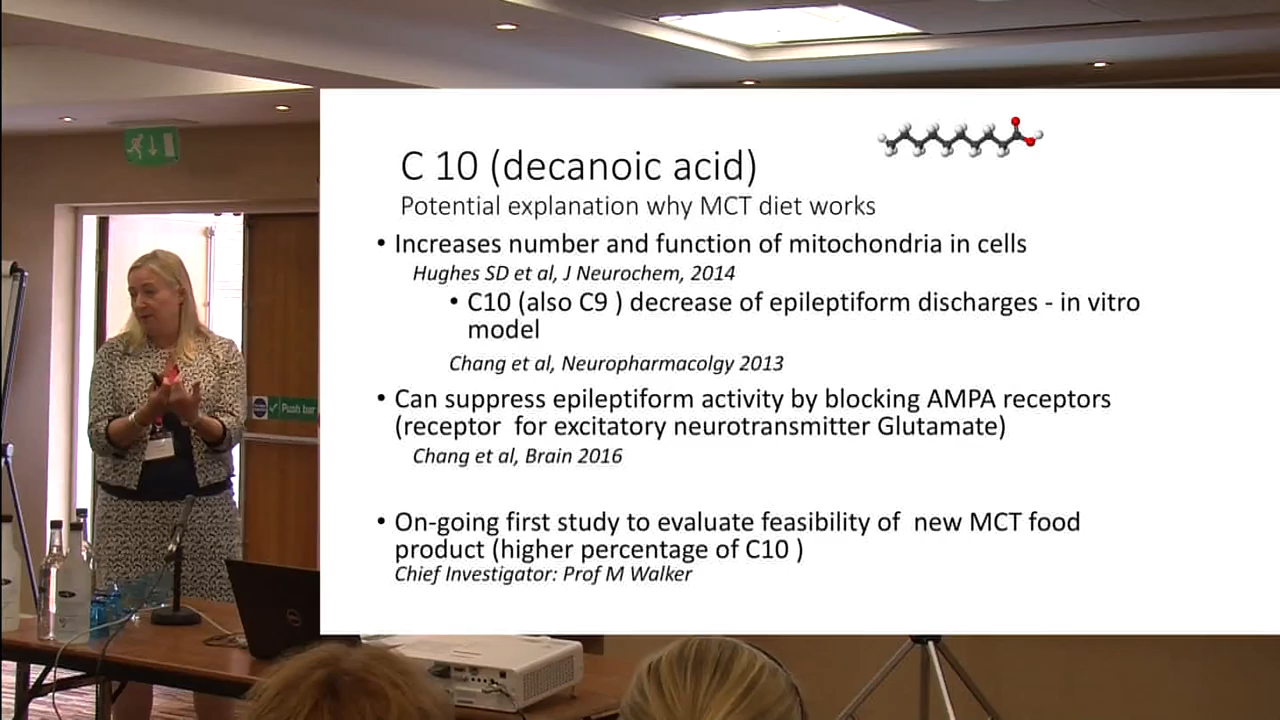 C 10 (decanoic acid)
Potential explanation why MCT diet works
• Increases number and function of mitochondria in cells
Hughes SD et al, J Neurochem, 2014
• C10 (also C9 ) decrease of epileptiform discharges - in vitro
model
Chang et al, Neuropharmacolgy 2013
• Can suppress epileptiform activity by blocking AMPA receptors
(receptor for excitatory neurotransmitter Glutamate)
Chang et al, Brain 2016
• On-going first study to evaluate feasibility of new MCT food
product (higher percentage of C10 )
Chief Investigator: Prof M Walker
Push bar